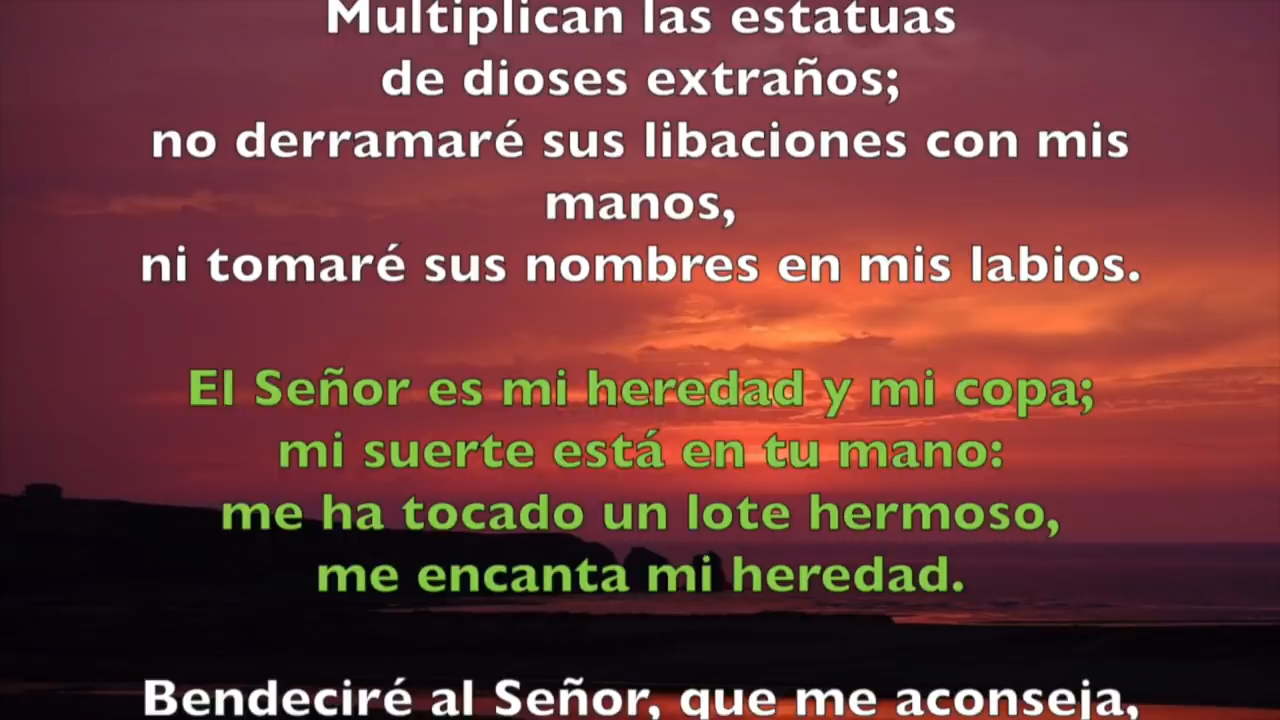 Multiplican las estatuas
de dioses extraños;
no derramaré sus libaciones con mis
manos,
ni tomaré sus nombres en mis labios.
El Señor es mi heredad y mi copa;
mi suerte está en tu mano:
me ha tocado un lote hermoso,
me encanta mi heredad.
Bendeciré al Señor, que me aconseja,